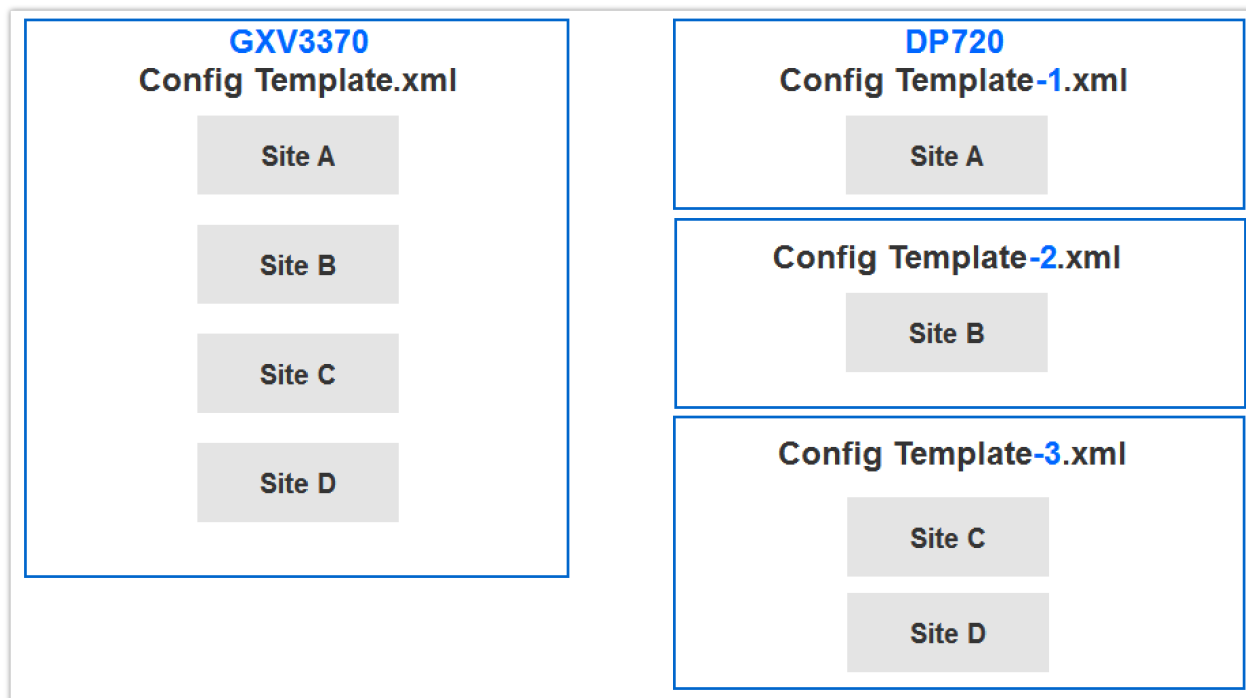 GXV3370
Config Template.xml
Site A
Site B
Site C
Site D
DP720
Config Template-1.xml
Site A
Config Template-2.xml
Site B
Config Template-3.xml
Site C
Site D